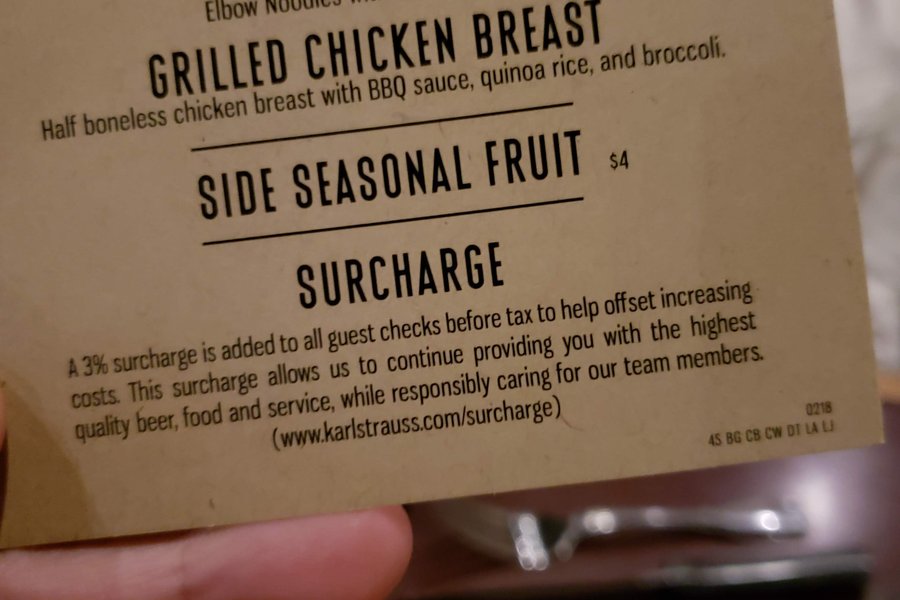 Elbow Noodles
GRILLED CHICKEN BREAST
Half boneless chicken breast with BBQ sauce, quinoa rice, and broccoli.
SIDE SEASONAL FRUIT $4
SURCHARGE
A 3% surcharge is added to all guest checks before tax to help offset increasing
costs. This surcharge allows us to continue providing you with the highest
quality beer, food and service, while responsibly caring for our team members.
(www.karlstrauss.com/surcharge)
0218
4S BG CB CW DT LA LJ